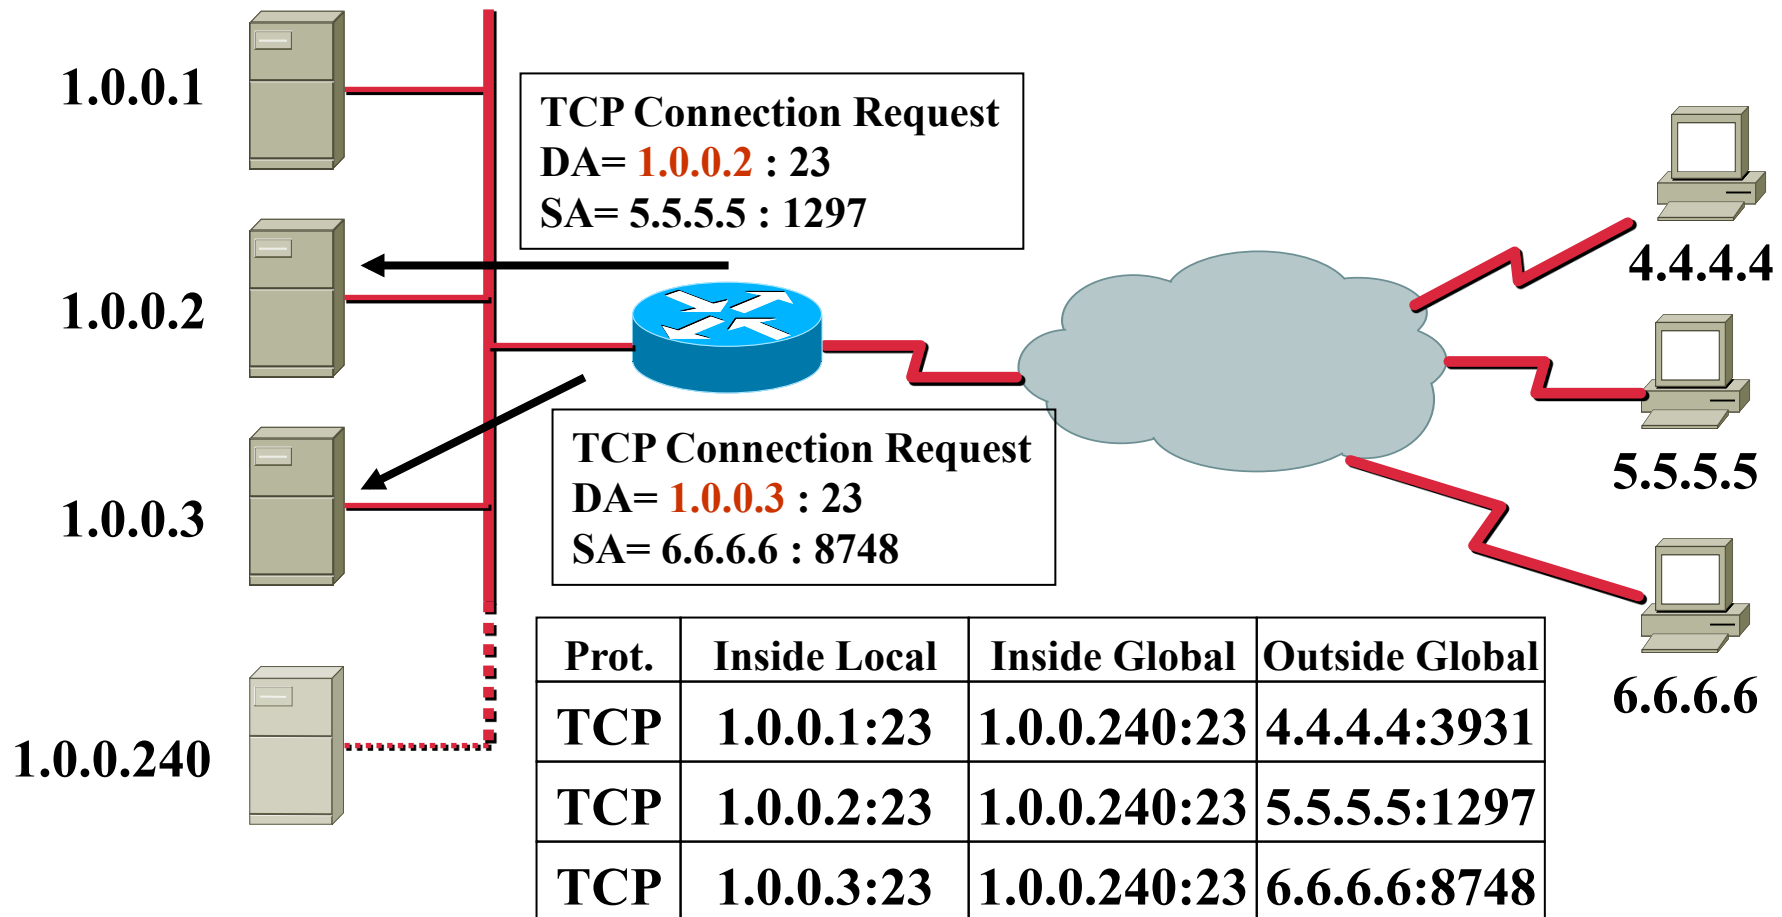 1.0.0.1
TCP Connection Request
DA= 1.0.0.2 : 23
SA= 5.5.5.5 : 1297
4.4.4.4
1.0.0.2
TCP Connection Request
DA= 1.0.0.3 : 23
SA= 6.6.6.6 : 8748
5.5.5.5
1.0.0.3
6.6.6.6
1.0.0.240
Prot. Inside Local Inside Global Outside Global
TCP 1.0.0.1:23 1.0.0.240:23 4.4.4.4:3931
TCP 1.0.0.2:23 1.0.0.240:23 5.5.5.5:1297
TCP 1.0.0.3:23 1.0.0.240:23 6.6.6.6:8748